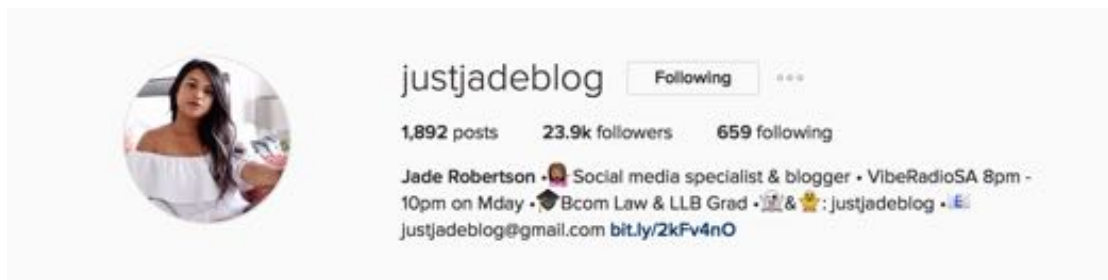 justjadeblog Following
1,892 posts 23.9k followers 659 following
Jade Robertson • Social media specialist & blogger • VibeRadioSA 8pm -
10pm on Mday • Bcom Law & LLB Grad • & : justjadeblog • E
justjadeblog@gmail.com bit.ly/2kFv4nO